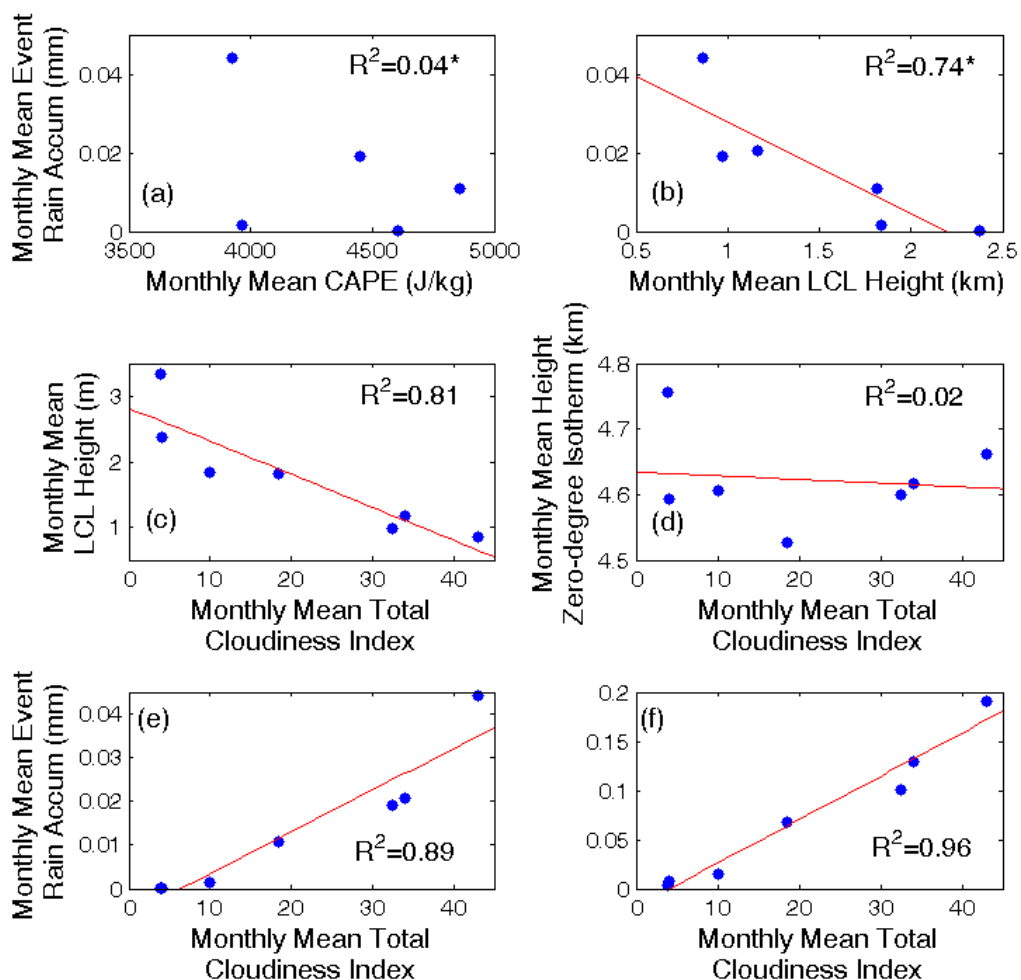 Monthly Mean Event
Rain Accum (mm)
0.04
0.02
0
(a)
R²=0.04*
3500 4000 4500 5000
Monthly Mean CAPE (J/kg)
0.04
0.02
0
(b)
R²=0.74*
0.5 1 1.5 2 2.5
Monthly Mean LCL Height (km)
Monthly Mean
LCL Height (m)
3
2
1
(c)
R²=0.81
0 10 20 30 40
Monthly Mean Total
Cloudiness Index
Monthly Mean Height
Zero-degree Isotherm (km)
4.8
4.7
4.6
4.5
(d)
R²=0.02
0 10 20 30 40
Monthly Mean Total
Cloudiness Index
Monthly Mean Event
Rain Accum (mm)
0.04
0.03
0.02
0.01
0
(e)
R²=0.89
0 10 20 30 40
Monthly Mean Total
Cloudiness Index
0.2
0.15
0.1
0.05
0
(f)
R²=0.96
0 10 20 30 40
Monthly Mean Total
Cloudiness Index